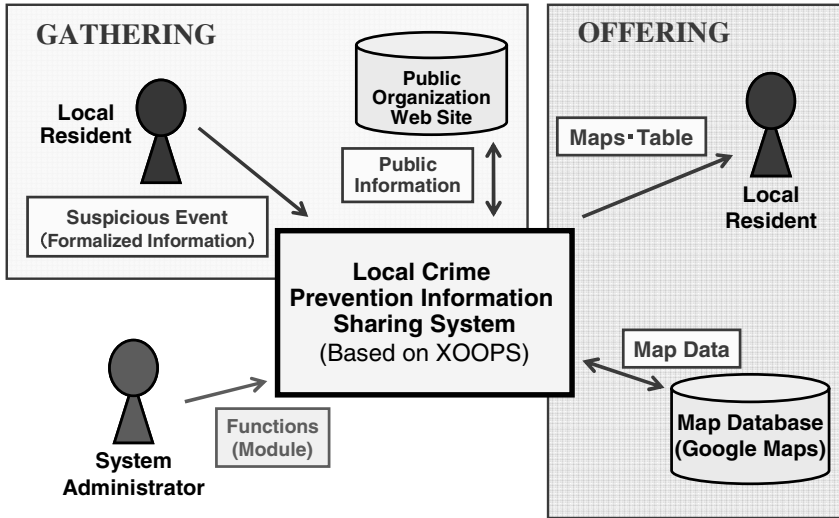 GATHERING
Local
Resident
Suspicious Event
（Formalized Information）
Public
Organization
Web Site
Public
Information
OFFERING
Maps・Table
Local
Resident
Local Crime
Prevention Information
Sharing System
(Based on XOOPS)
Map Data
Map Database
(Google Maps)
Functions
(Module)
System
Administrator